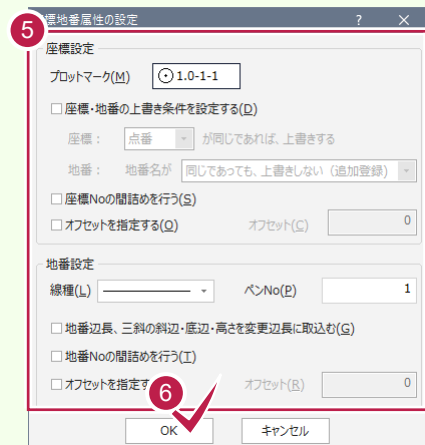 5
標地番属性の設定 ? ×
座標設定
プロットマーク(M) 1.0-1-1
座標・地番の上書き条件を設定する(D)
座標： 点番 が同じであれば、上書きする
地番： 地番名が 同じであっても、上書きしない（追加登録）
座標Noの間詰めを行う(S)
オフセットを指定する(O) オフセット(C) 0
地番設定
線種(L) ペンNo(P) 1
地番辺長、三斜の斜辺・底辺・高さを変更辺長に取込む(G)
地番Noの間詰めを行う(T)
オフセットを指定す オフセット(R) 0
6
OK キャンセル